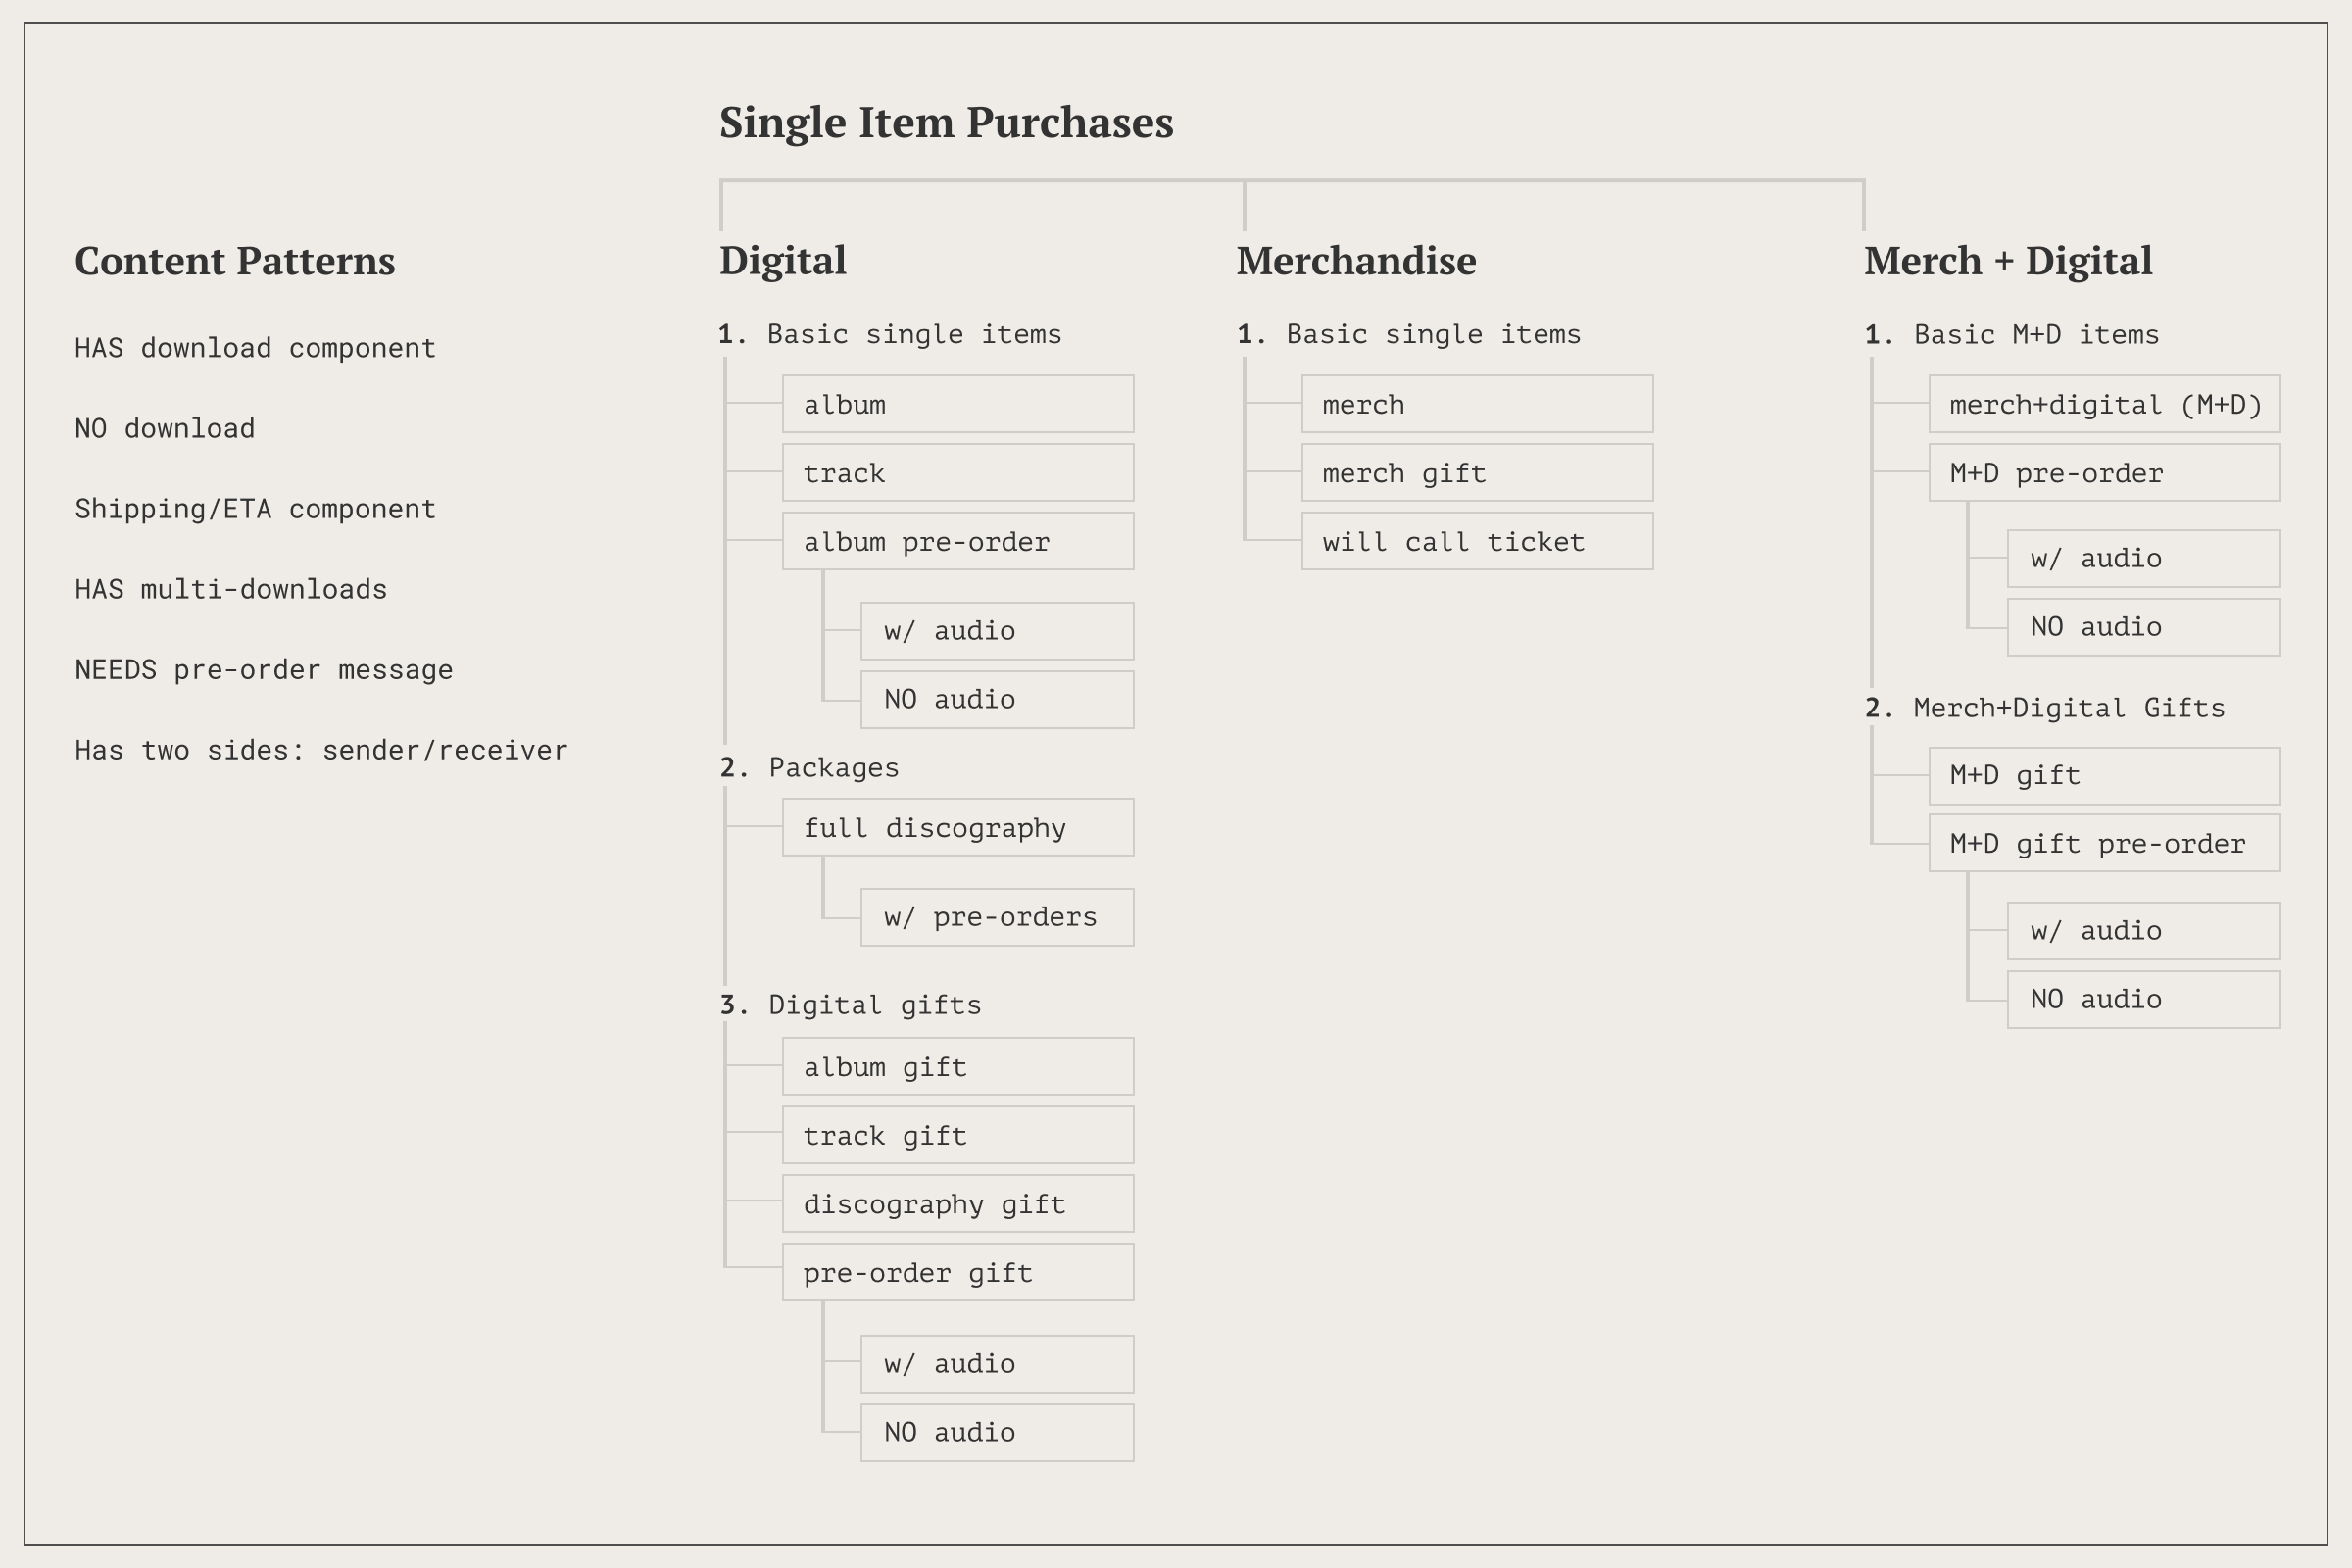 Single Item Purchases
Content Patterns
HAS download component
NO download
Shipping/ETA component
HAS multi-downloads
NEEDS pre-order message
Has two sides: sender/receiver
Digital
1. Basic single items
album
track
album pre-order
w/ audio
NO audio
2. Packages
full discography
w/ pre-orders
3. Digital gifts
album gift
track gift
discography gift
pre-order gift
w/ audio
NO audio
Merchandise
1. Basic single items
merch
merch gift
will call ticket
Merch + Digital
1. Basic M+D items
merch+digital (M+D)
M+D pre-order
w/ audio
NO audio
2. Merch+Digital Gifts
M+D gift
M+D gift pre-order
w/ audio
NO audio